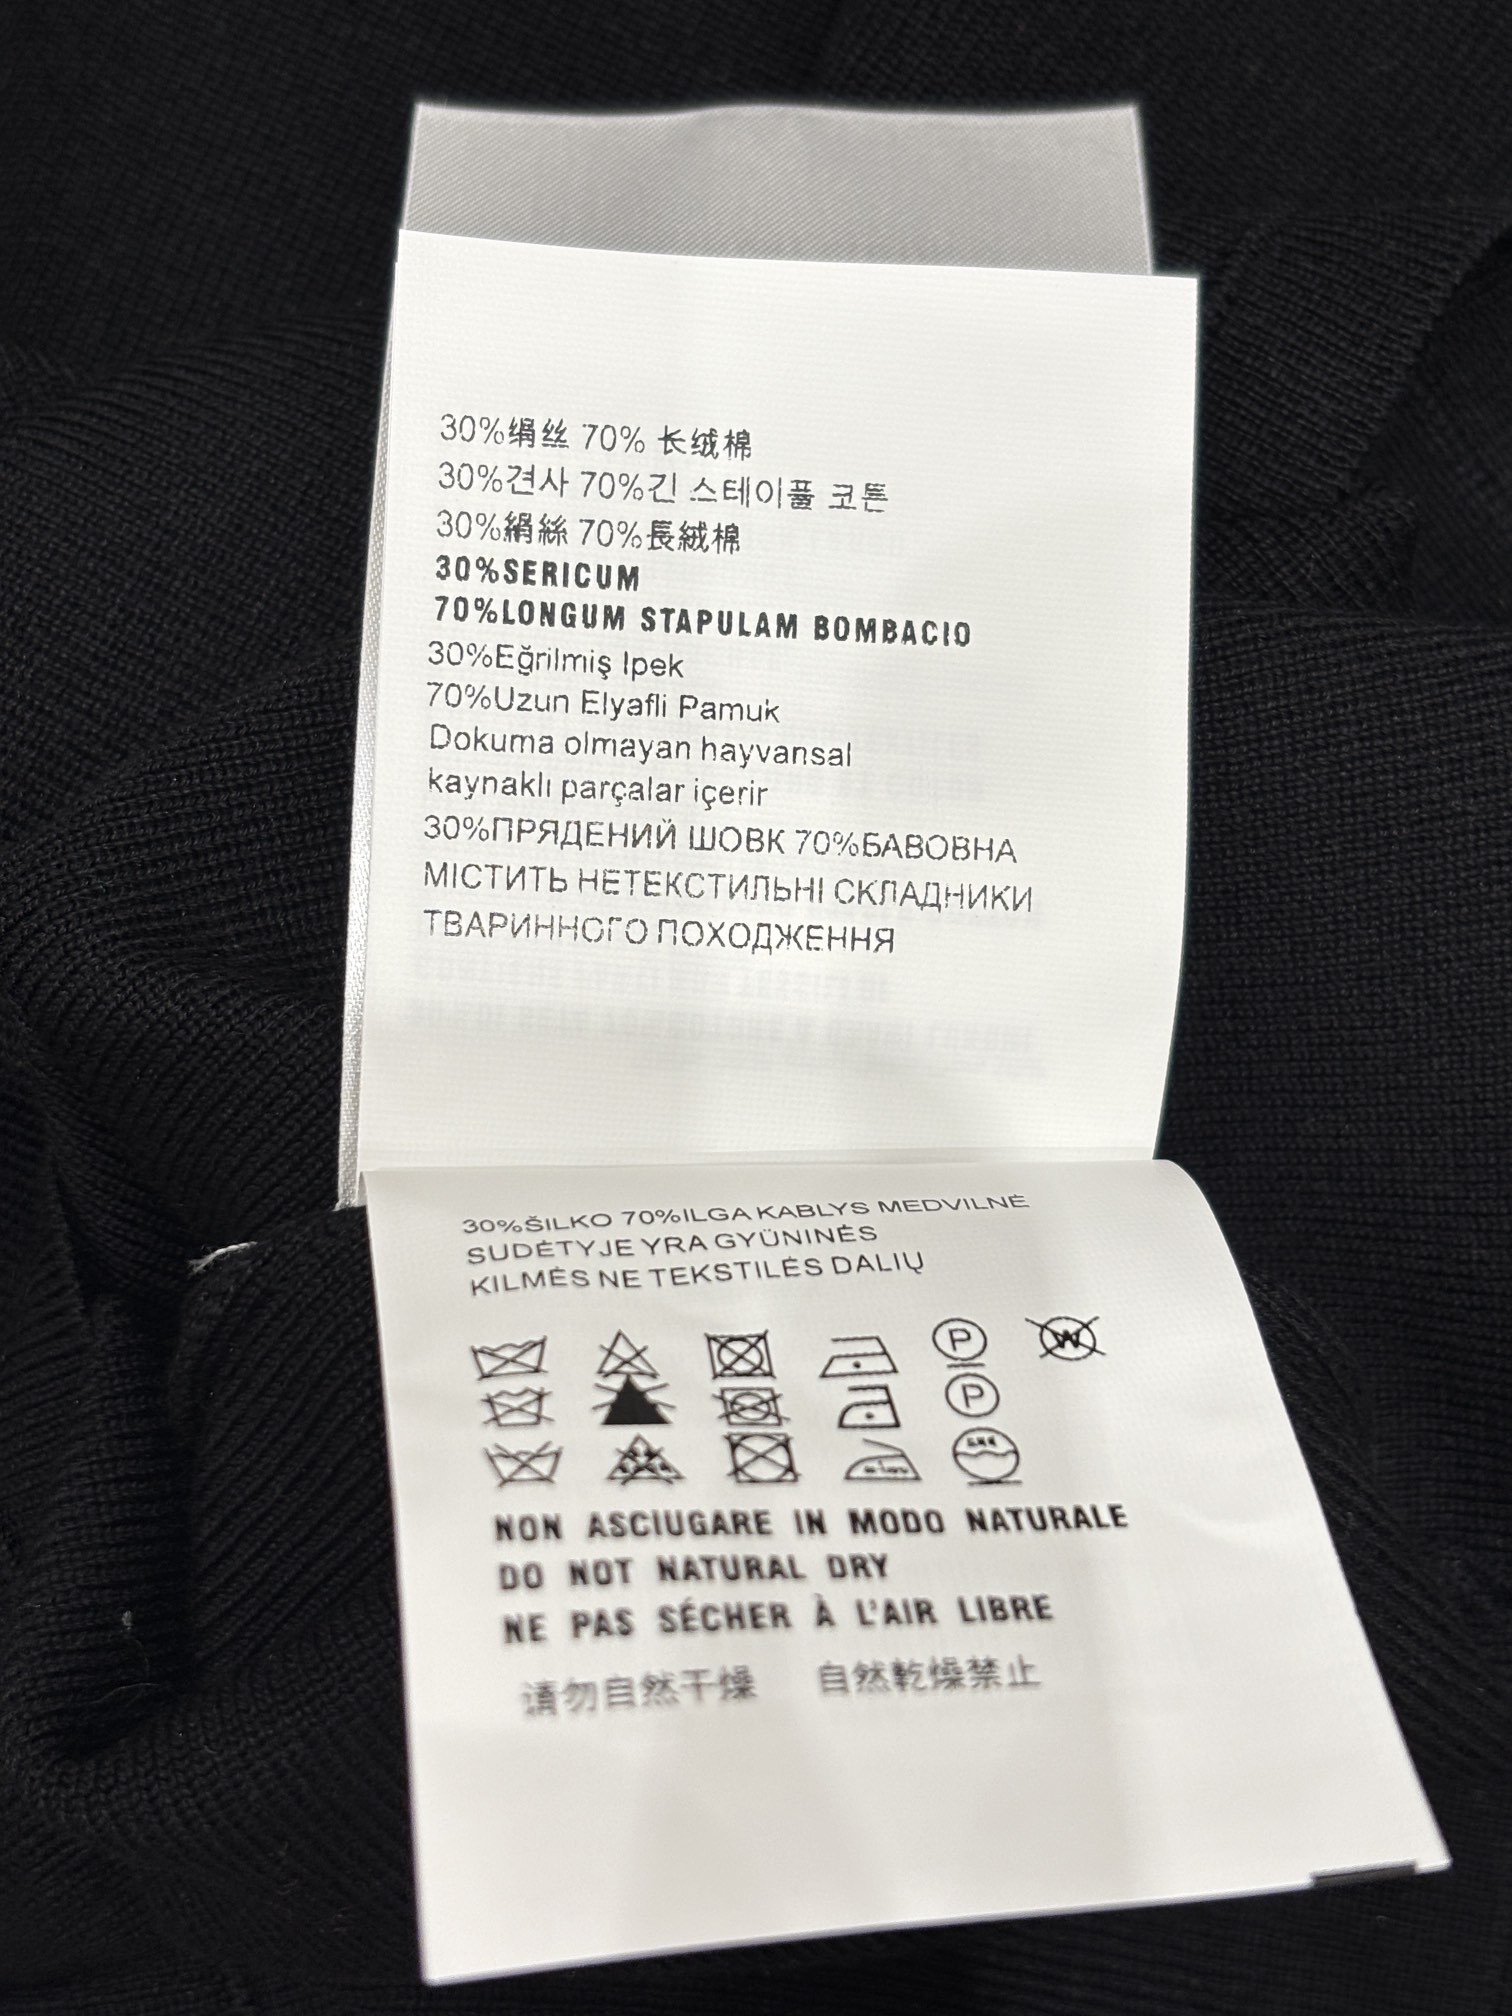 30%绢丝 70% 长绒棉
30%견사 70%긴 스테이플 코튼
30%絹絲 70%長絨棉
30%SERICUM
70%LONGUM STAPULAM BOMBACIO
30%Eğrilmiş Ipek
70%Uzun Elyafli Pamuk
Dokuma olmayan hayvansal
kaynaklı parçalar içerir
30%ПРЯДЕНИЙ ШОВК 70%БАВОВНА
МІСТИТЬ НЕТЕКСТИЛЬНІ СКЛАДНИКИ
ТВАРИННОГО ПОХОДЖЕННЯ
30%ŠILKO 70%ILGA KABLYS MEDVILNĖ
SUDĖTYJE YRA GYŪNINĖS
KILMĖS NE TEKSTILĖS DALIŲ
P W
P
NON ASCIUGARE IN MODO NATURALE
DO NOT NATURAL DRY
NE PAS SÉCHER À L'AIR LIBRE
请勿自然干燥 自然乾燥禁止